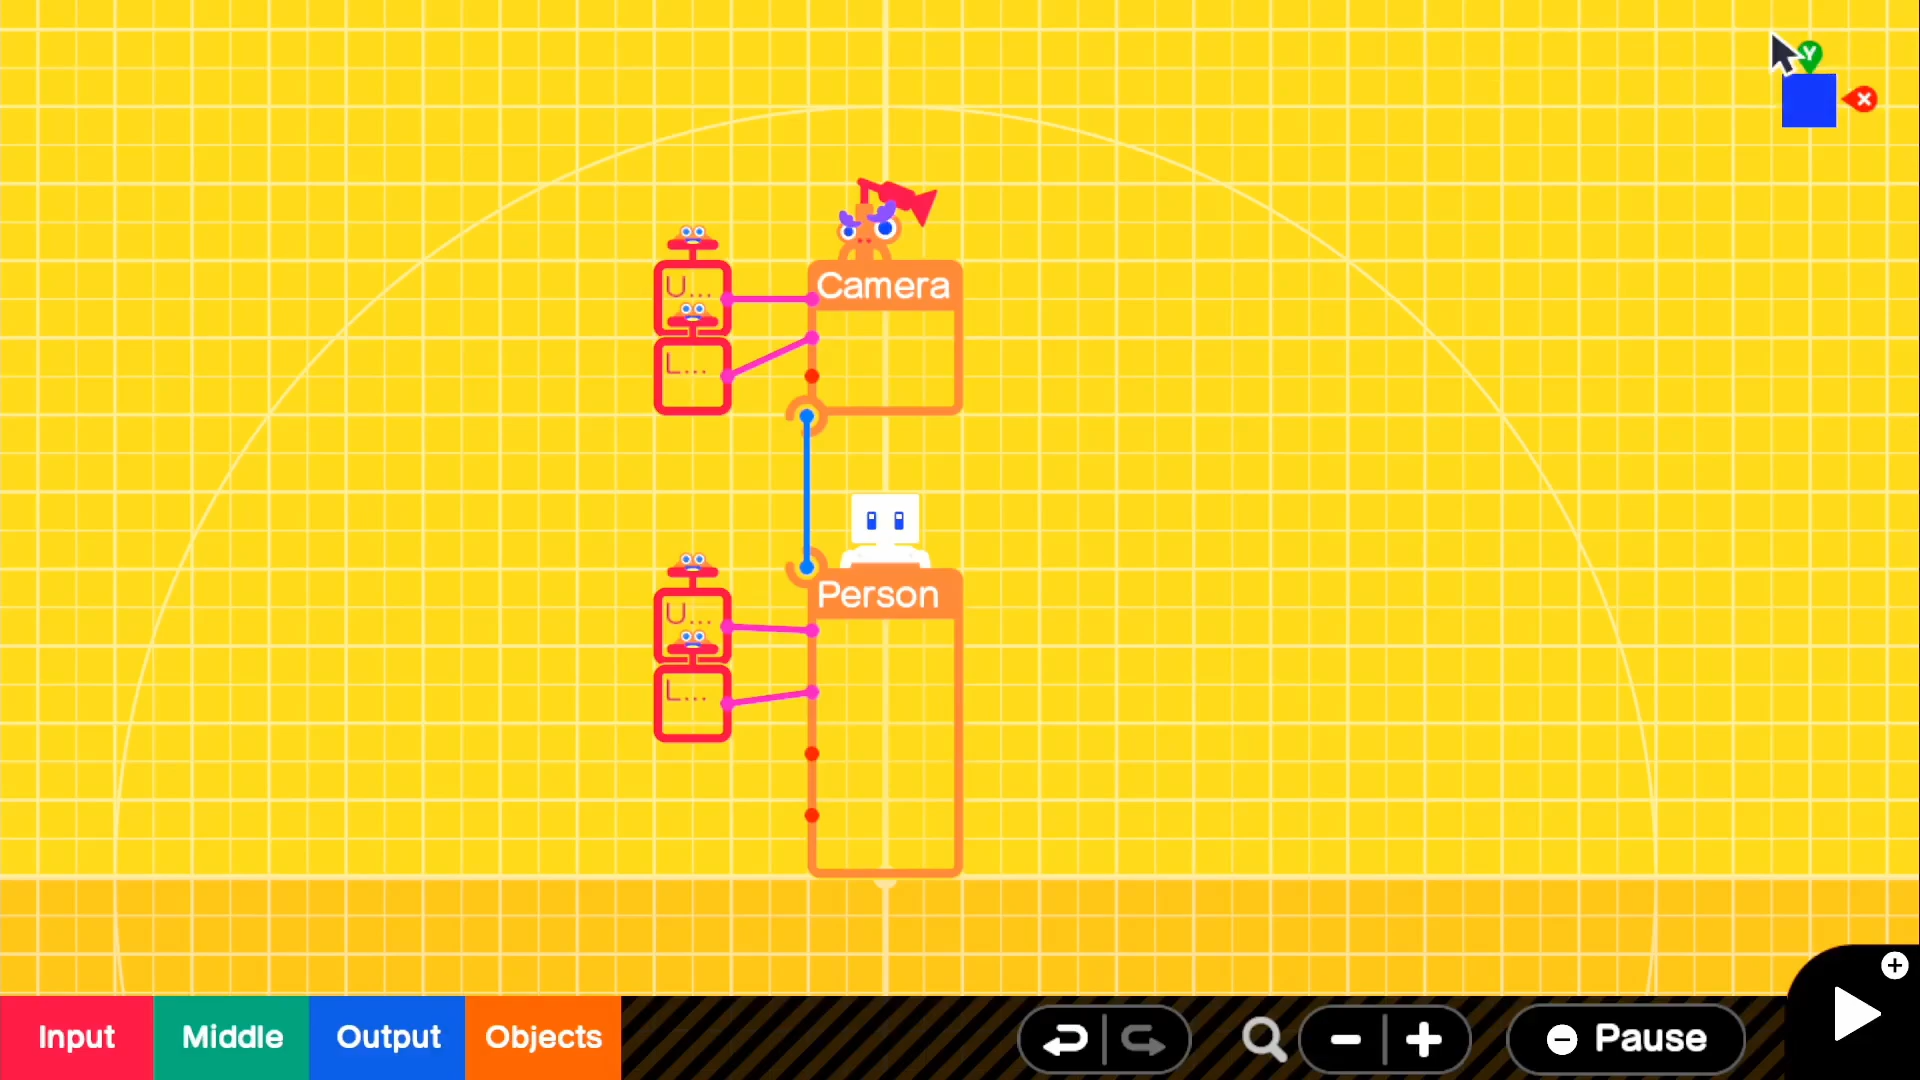 Y
X
U...
Camera
L...
U...
Person
L...
Input
Middle
Output
Objects
Pause